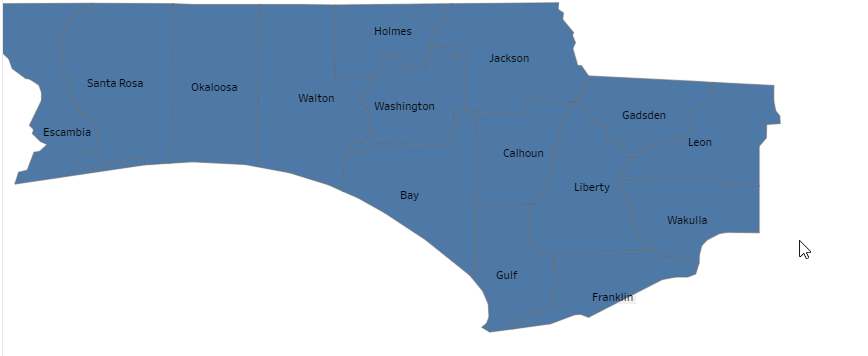 Holmes
Jackson
Santa Rosa
Okaloosa
Walton
Washington
Gadsden
Escambia
Leon
Calhoun
Liberty
Bay
Wakulla
Gulf
Franklin